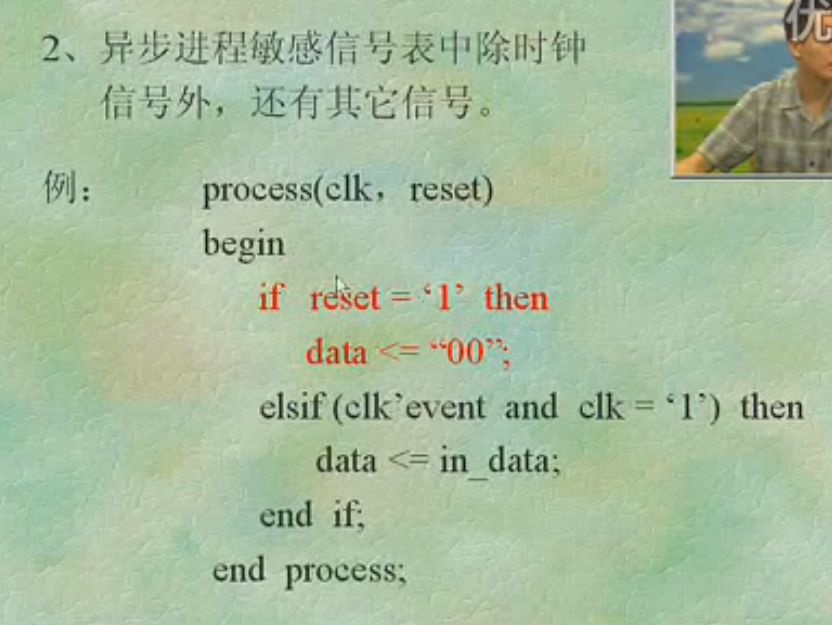 优
2、异步进程敏感信号表中除时钟
信号外，还有其它信号。
例： process(clk，reset)
begin
if reset = ‘1’ then
data <= “00”;
elsif (clk’event and clk = ‘1’) then
data <= in_data;
end if;
end process;